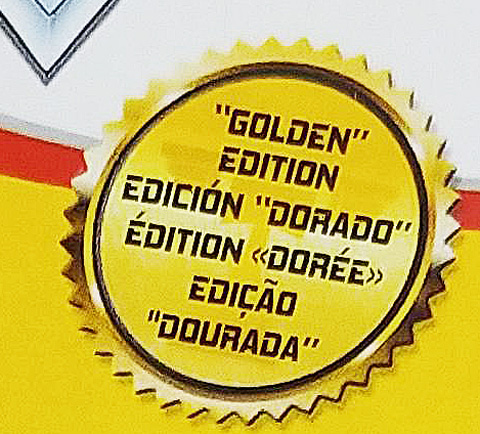 "GOLDEN"
EDITION
EDICIÓN "DORADO"
ÉDITION «DORÉE»
EDIÇÃO
"DOURADA"